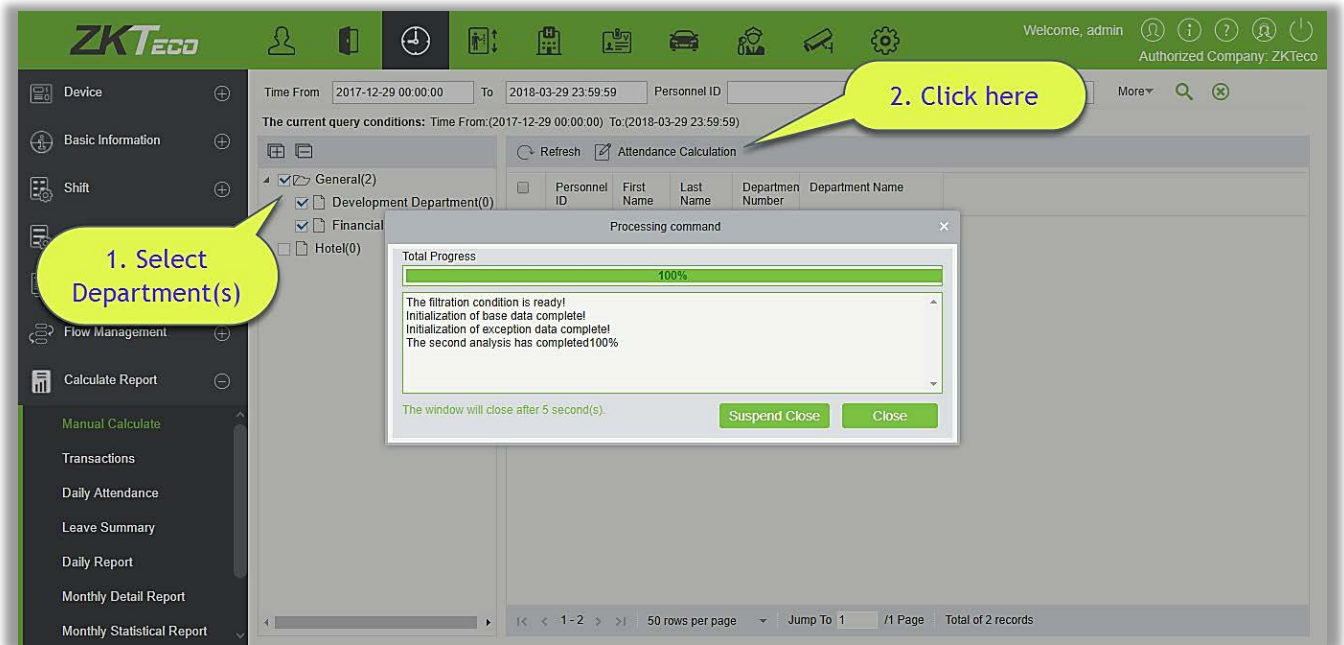 ZKTECO
Welcome, admin
Authorized Company: ZKTeco
Device
Basic Information
Shift
Flow Management
Calculate Report
Manual Calculate
Transactions
Daily Attendance
Leave Summary
Daily Report
Monthly Detail Report
Monthly Statistical Report
Time From 2017-12-29 00:00:00 To 2018-03-29 23:59:59 Personnel ID More
The current query conditions: Time From:(2017-12-29 00:00:00) To:(2018-03-29 23:59:59)
2. Click here
Refresh Attendance Calculation
General(2)
Development Department(0)
Financial
Hotel(0)
1. Select
Department(s)
Personnel ID First Name Last Name Departmen Number Department Name
Processing command
Total Progress
100%
The filtration condition is ready!
Initialization of base data complete!
Initialization of exception data complete!
The second analysis has completed100%
The window will close after 5 second(s).
Suspend Close Close
1 - 2 50 rows per page Jump To 1 /1 Page Total of 2 records